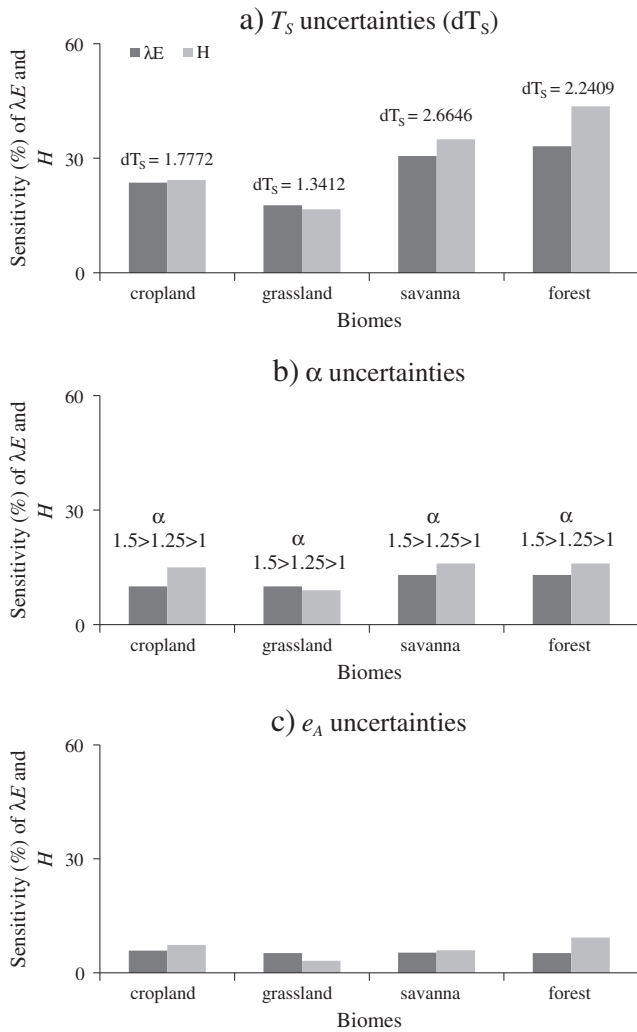 a) T_S uncertainties (dT_S)
Sensitivity (%) of λE and
H
60
30
0
λE H
dT_S = 1.7772
dT_S = 1.3412
dT_S = 2.6646
dT_S = 2.2409
cropland grassland savanna forest
Biomes
b) α uncertainties
Sensitivity (%) of λE and
H
60
30
0
α
1.5>1.25>1
α
1.5>1.25>1
α
1.5>1.25>1
α
1.5>1.25>1
cropland grassland savanna forest
Biomes
c) e_A uncertainties
Sensitivity (%) of λE and
H
60
30
0
cropland grassland savanna forest
Biomes